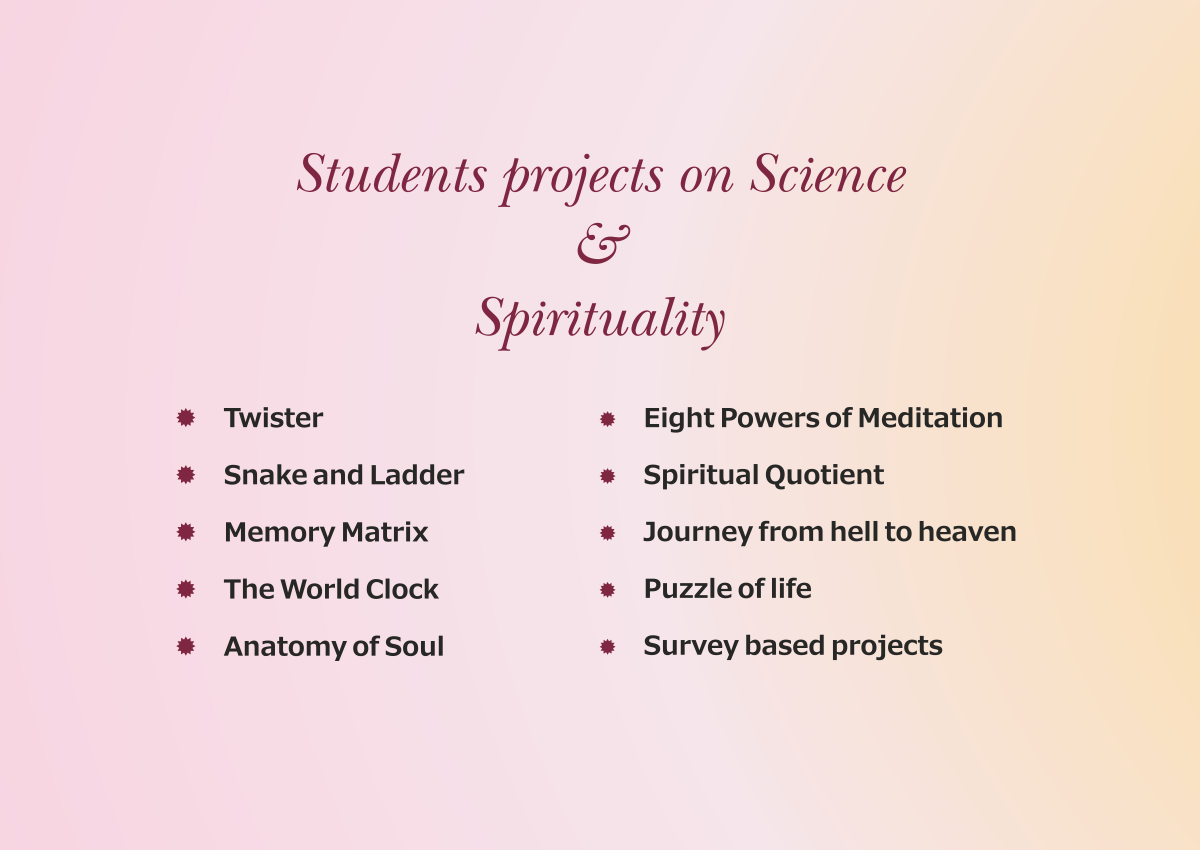 Students projects on Science
&
Spirituality
Twister
Snake and Ladder
Memory Matrix
The World Clock
Anatomy of Soul
Eight Powers of Meditation
Spiritual Quotient
Journey from hell to heaven
Puzzle of life
Survey based projects